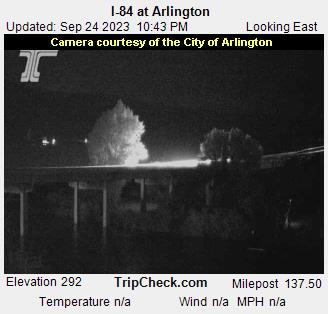 I-84 at Arlington
Updated: Sep 24 2023 10:43 PM Looking East
Camera courtesy of the City of Arlington
Elevation 292 TripCheck.com Milepost 137.50
Temperature n/a Wind n/a MPH n/a